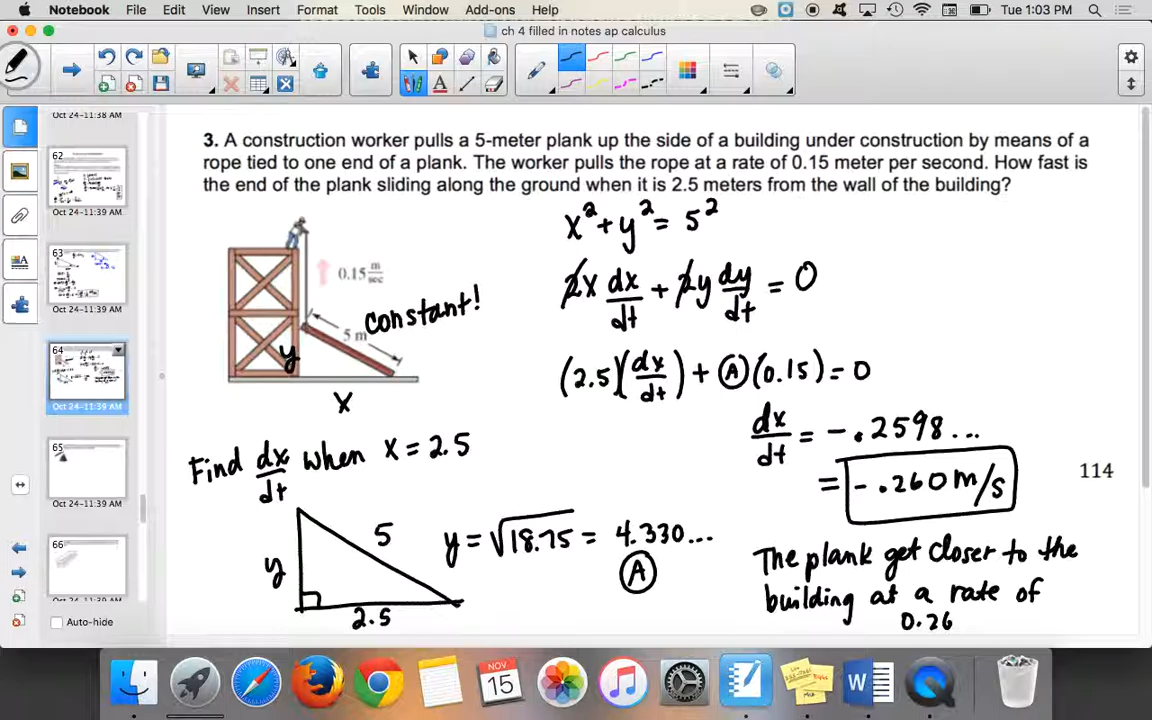 Notebook File Edit View Insert Format Tools Window Add-ons Help Tue 1:03 PM
ch 4 filled in notes ap calculus
Oct 24–11:38 AM
62
Oct 24–11:39 AM
63
Oct 24–11:39 AM
64
Oct 24–11:39 AM
65
Oct 24–11:39 AM
66
Auto-hide
3. A construction worker pulls a 5-meter plank up the side of a building under construction by means of a
rope tied to one end of a plank. The worker pulls the rope at a rate of 0.15 meter per second. How fast is
the end of the plank sliding along the ground when it is 2.5 meters from the wall of the building?
0.15 m/sec
constant!
5 m
y
x
x² + y² = 5²
2x dx/dt + 2y dy/dt = 0
(2.5)(dx/dt) + Ⓐ(0.15) = 0
dx/dt = -.2598...
= -.260 m/s
114
Find dx/dt when x = 2.5
y
5
2.5
y = √18.75 = 4.330...
Ⓐ
The plank get closer to the
building at a rate of
0.26
NOV
15
W